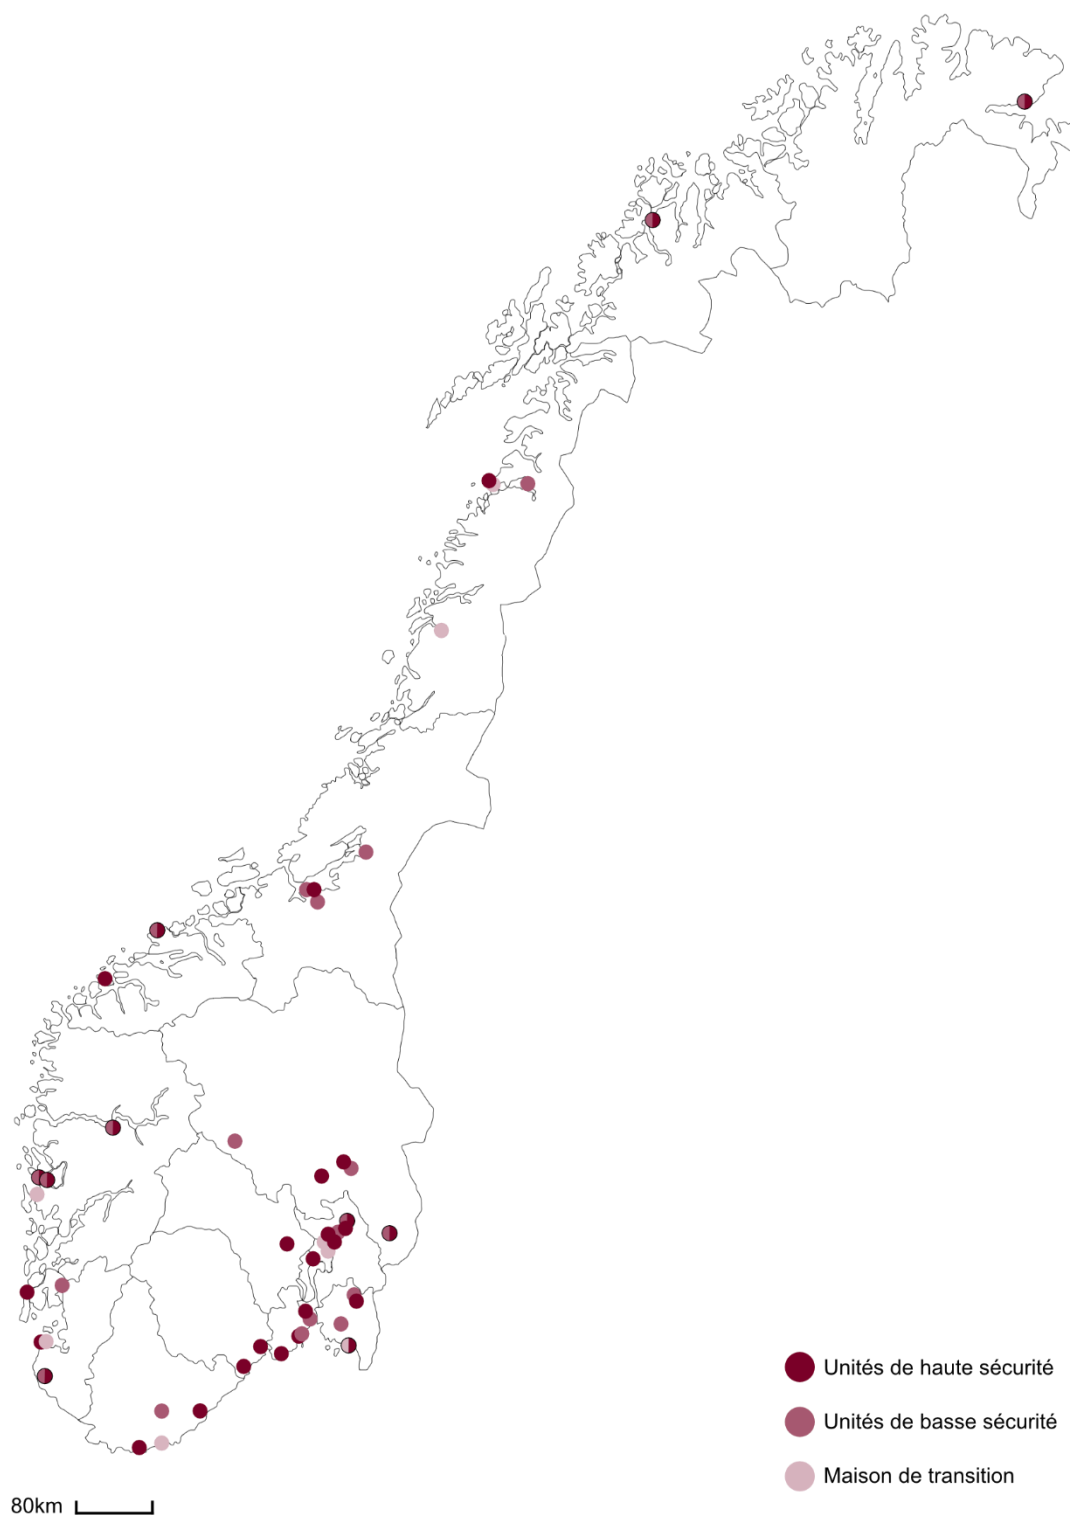 Unités de haute sécurité
Unités de basse sécurité
Maison de transition
80km